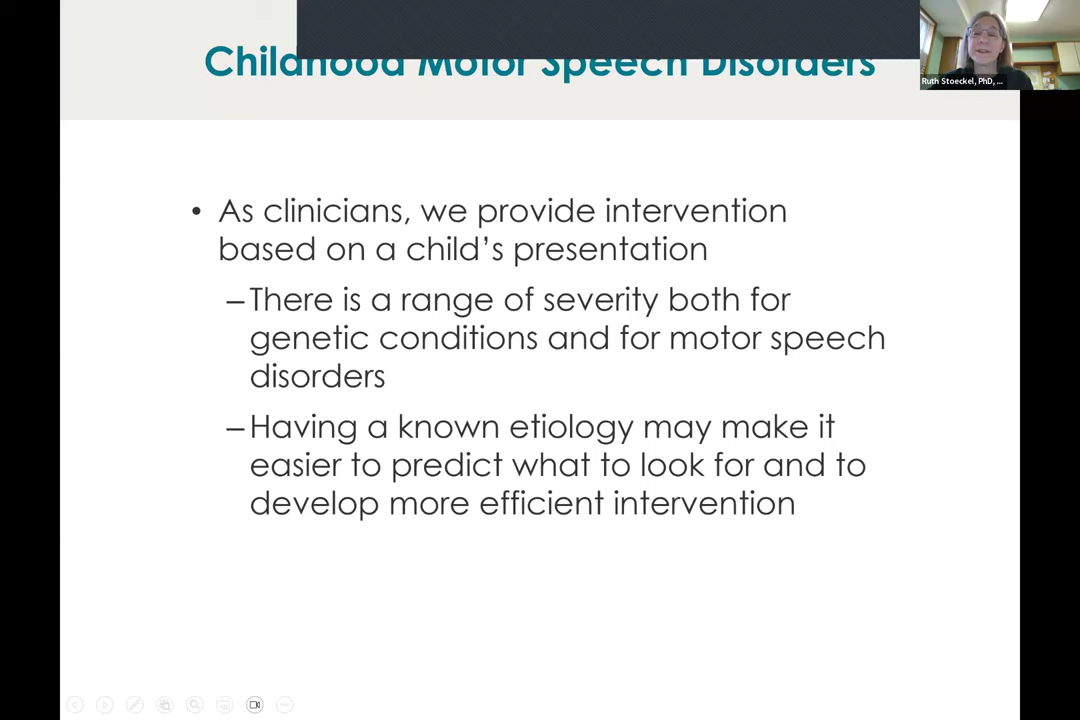 Childhood Motor Speech Disorders
Ruth Stoeckel, PhD, ...
• As clinicians, we provide intervention
based on a child’s presentation
– There is a range of severity both for
genetic conditions and for motor speech
disorders
– Having a known etiology may make it
easier to predict what to look for and to
develop more efficient intervention